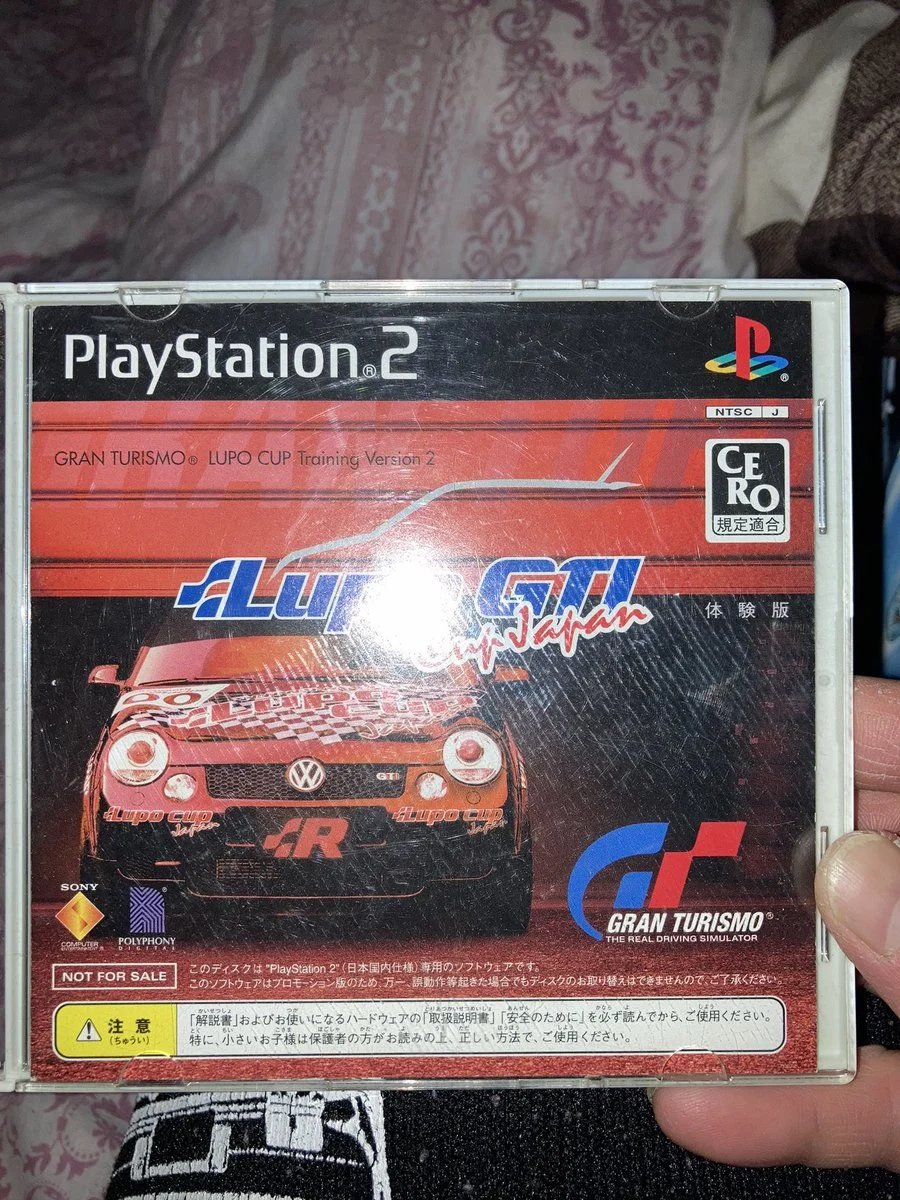 PlayStation®2
®
NTSC J
GRAN TURISMO® LUPO CUP Training Version 2
CERO
規定適合
Lupo GTI
Cup Japan
体験版
Lupo Cup
GTI
Lupo cup
Japan
Lupo cup
Japan
R
SONY
COMPUTER
ENTERTAINMENT®
®
POLYPHONY
DIGITAL
GRAN TURISMO®
THE REAL DRIVING SIMULATOR
NOT FOR SALE
このディスクは "PlayStation 2"(日本国内仕様)専用のソフトウェアです。
このソフトウェアはプロモーション版のため、万一、誤動作等起きた場合でもディスクのお取り替えはできませんので、ご了承ください。
注意
(ちゅうい)
「解説書」およびお使いになるハードウェアの「取扱説明書」「安全のために」を必ず読んでから、ご使用ください。
特に、小さいお子様は保護者の方がお読みの上、正しい方法で、ご使用ください。